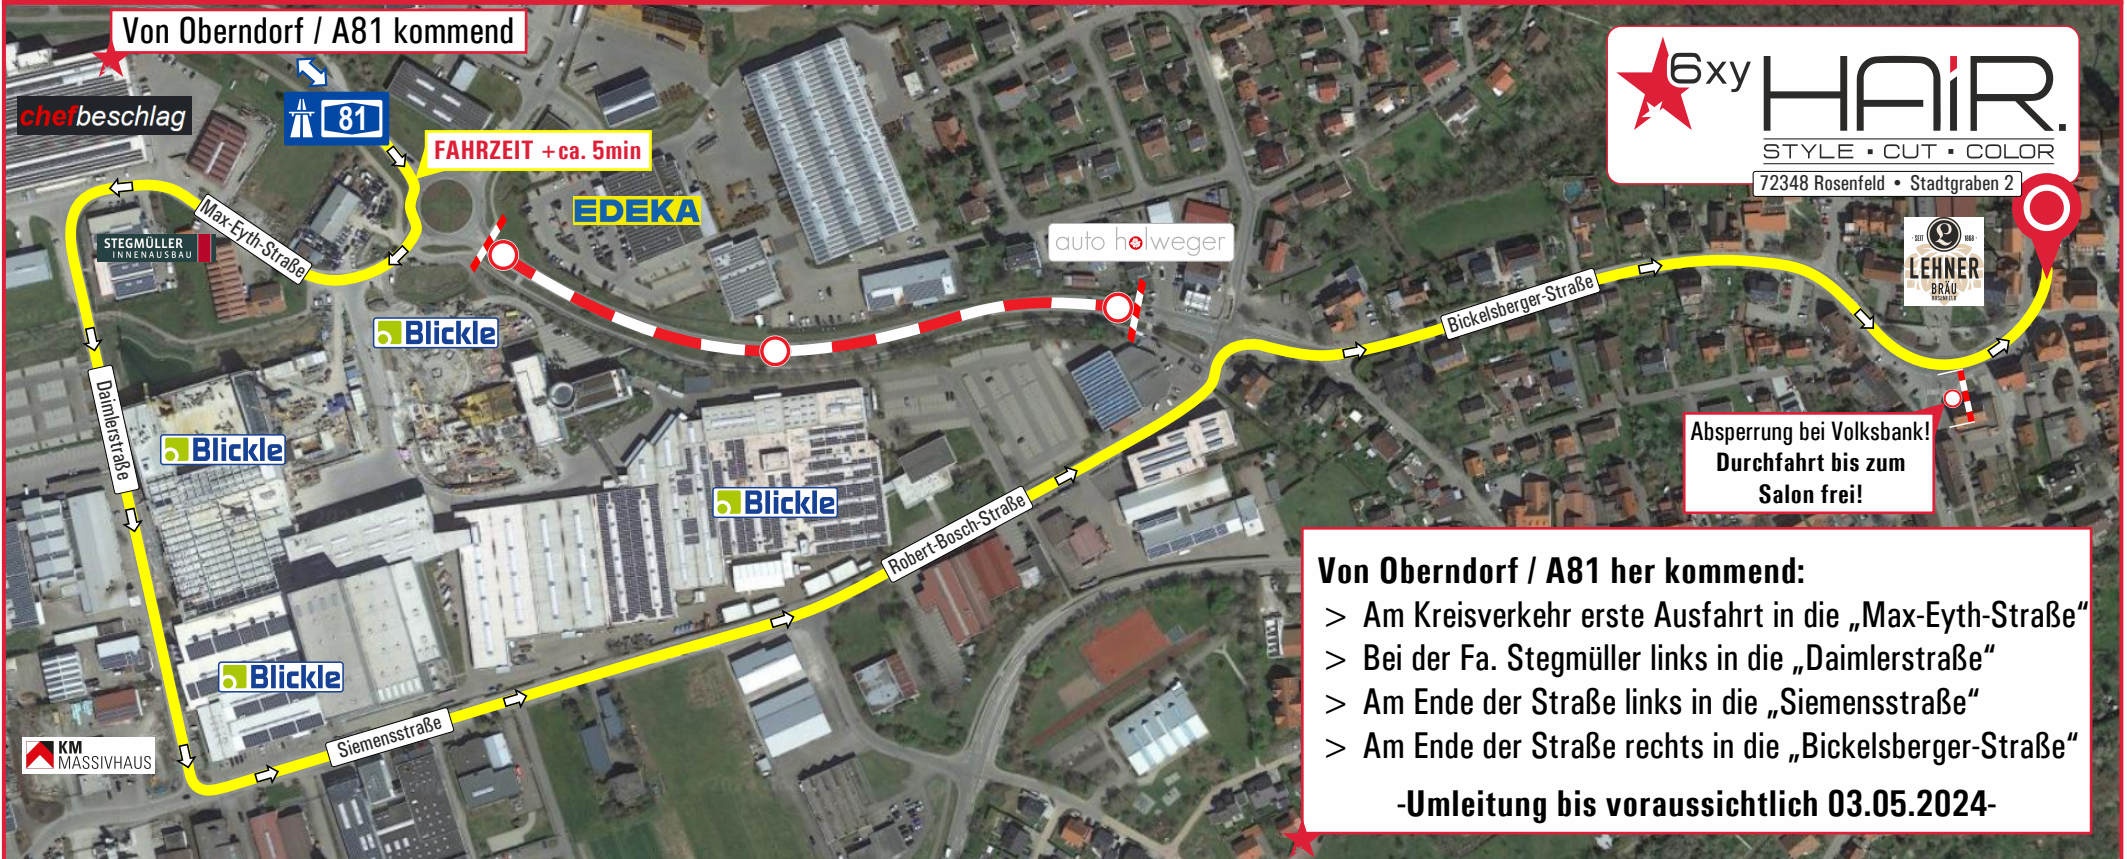 Von Oberndorf / A81 kommend
chefbeschlag
81
FAHRZEIT +ca. 5min
EDEKA
6xy HAiR.
STYLE ▪ CUT ▪ COLOR
72348 Rosenfeld • Stadtgraben 2
Max-Eyth-Straße
STEGMÜLLER
INNENAUSBAU
auto holweger
SEIT 1868
LEHNER
BRÄU
ROSENFELD
Bickelsberger-Straße
Blickle
Daimlerstraße
Blickle
Blickle
Absperrung bei Volksbank!
Durchfahrt bis zum
Salon frei!
Robert-Bosch-Straße
Blickle
Siemensstraße
KM
MASSIVHAUS
Von Oberndorf / A81 her kommend:
> Am Kreisverkehr erste Ausfahrt in die „Max-Eyth-Straße“
> Bei der Fa. Stegmüller links in die „Daimlerstraße“
> Am Ende der Straße links in die „Siemensstraße“
> Am Ende der Straße rechts in die „Bickelsberger-Straße“
-Umleitung bis voraussichtlich 03.05.2024-